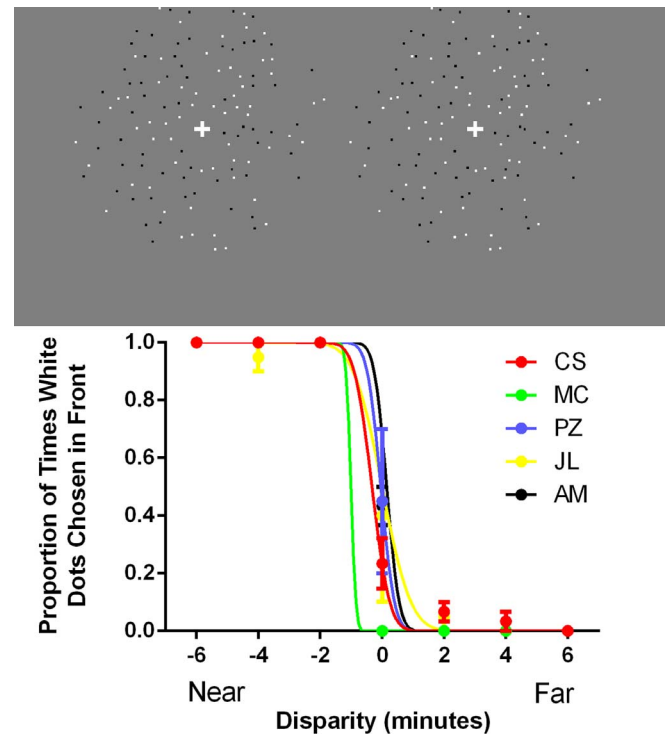 1.0
0.8
0.6
0.4
0.2
0.0
Proportion of Times White
Dots Chosen in Front
CS
MC
PZ
JL
AM
-6 -4 -2 0 2 4 6
Near Far
Disparity (minutes)